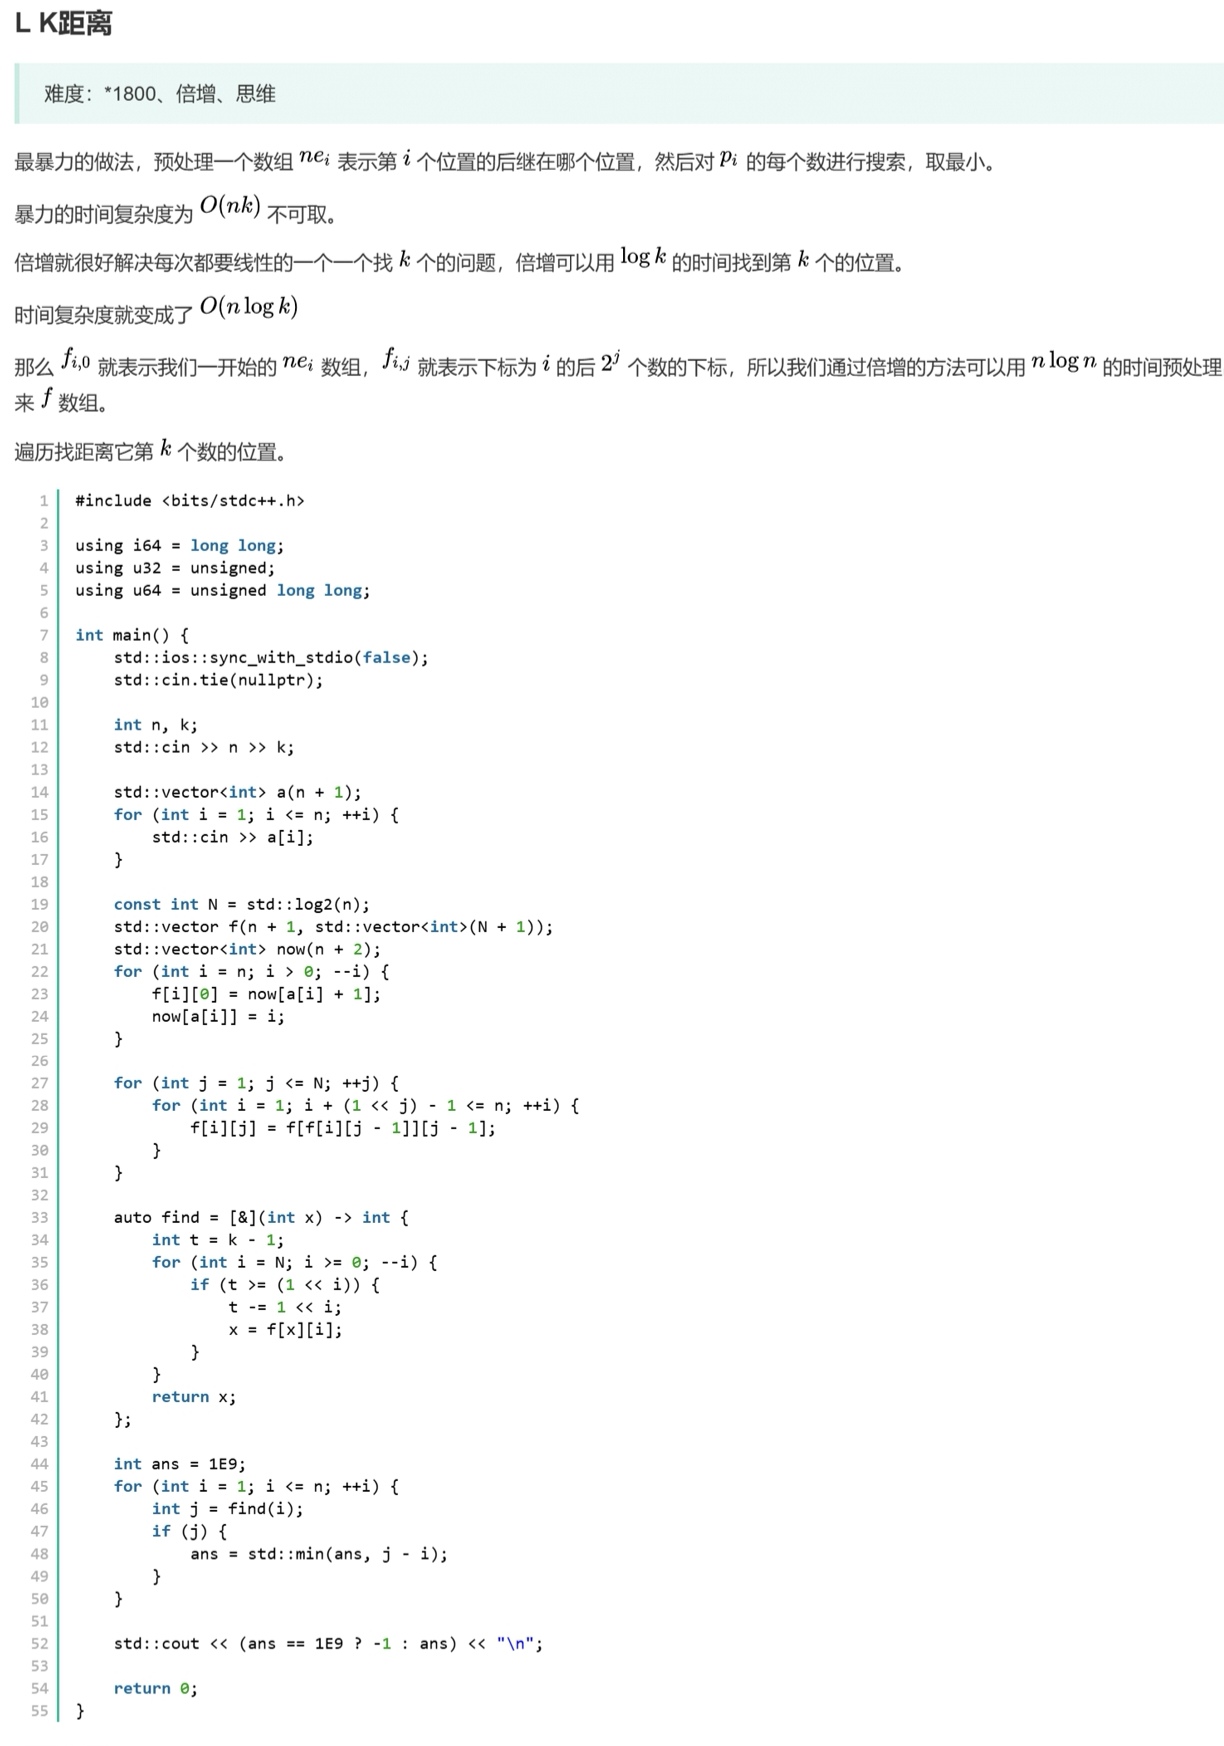 L K距离
难度：*1800、倍增、思维
最暴力的做法，预处理一个数组 ne_i 表示第 i 个位置的后继在哪个位置，然后对 p_i 的每个数进行搜索，取最小。
暴力的时间复杂度为 O(nk) 不可取。
倍增就很好解决每次都要线性的一个一个找 k 个的问题，倍增可以用 log k 的时间找到第 k 个的位置。
时间复杂度就变成了 O(n log k)
那么 f_{i,0} 就表示我们一开始的 ne_i 数组，f_{i,j} 就表示下标为 i 的后 2^j 个数的下标，所以我们通过倍增的方法可以用 n log n 的时间预处理
来 f 数组。
遍历找距离它第 k 个数的位置。
1 #include <bits/stdc++.h>
2
3 using i64 = long long;
4 using u32 = unsigned;
5 using u64 = unsigned long long;
6
7 int main() {
8     std::ios::sync_with_stdio(false);
9     std::cin.tie(nullptr);
10
11     int n, k;
12     std::cin >> n >> k;
13
14     std::vector<int> a(n + 1);
15     for (int i = 1; i <= n; ++i) {
16         std::cin >> a[i];
17     }
18
19     const int N = std::log2(n);
20     std::vector f(n + 1, std::vector<int>(N + 1));
21     std::vector<int> now(n + 2);
22     for (int i = n; i > 0; --i) {
23         f[i][0] = now[a[i] + 1];
24         now[a[i]] = i;
25     }
26
27     for (int j = 1; j <= N; ++j) {
28         for (int i = 1; i + (1 << j) - 1 <= n; ++i) {
29             f[i][j] = f[f[i][j - 1]][j - 1];
30         }
31     }
32
33     auto find = [&](int x) -> int {
34         int t = k - 1;
35         for (int i = N; i >= 0; --i) {
36             if (t >= (1 << i)) {
37                 t -= 1 << i;
38                 x = f[x][i];
39             }
40         }
41         return x;
42     };
43
44     int ans = 1E9;
45     for (int i = 1; i <= n; ++i) {
46         int j = find(i);
47         if (j) {
48             ans = std::min(ans, j - i);
49         }
50     }
51
52     std::cout << (ans == 1E9 ? -1 : ans) << "\n";
53
54     return 0;
55 }